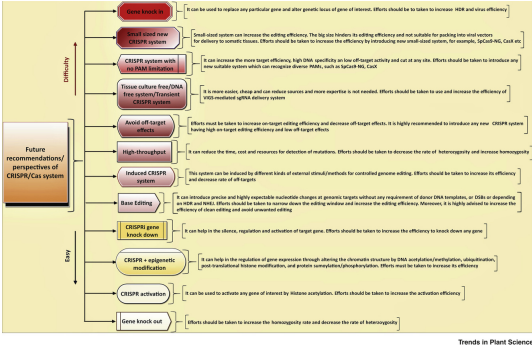 Gene knock in
It can be used to replace any particular gene and alter genetic locus of gene of interest. Efforts should be to taken to increase HDR and virus efficiency
Small sized new
CRISPR system
Small-sized system can increase the editing efficiency. The big size hinders its editing efficiency and not suitable for packing into viral vectors
for delivery to somatic tissues. Efforts should be taken to increase the efficiency by introducing new small-sized system, for example, SpCas9-NG, CasX etc
CRISPR system with
no PAM limitation
It can increase the more target efficiency, high DNA specificity on low off-target activity and cut at any site. Efforts should be taken to introduce any
new suitable system which can recognize diverse PAMs, such as SpCas9-NG, CasX
Tissue culture free/DNA
free system/Transient
CRISPR system
It is more easier, cheap and can reduce sources and more expertise is not needed. Efforts should be taken to use and increase the efficiency of
VIGS-mediated sgRNA delivery system
Avoid off-target
effects
Efforts must be taken to increase on-target editing efficiency and decrease off-target effects. It is highly recommended to introduce any new CRISPR system
having high on-target editing efficiency and low off-target effects
High-throughput
It can reduce the time, cost and resources for detection of mutations. Efforts should be taken to decrease the rate of heterozygosity and increase homozygosity
Induced CRISPR
system
This system can be induced by different kinds of external stimuli/methods for controlled genome editing. Efforts should be taken to increase its efficiency
and decrease rate of off-targets
Base Editing
It can introduce precise and highly expectable nucleotide changes at genomic targets without any requirement of donor DNA templates, or DSBs or depending
on HDR and NHEJ. Efforts should be taken to narrow down the editing window and increase the editing efficiency. Moreover, it is highly advised to increase the
efficiency of clean editing and avoid unwanted editing
CRISPRi gene
knock down
It can help in the silence, regulation and activation of target gene. Efforts should be taken to increase the efficiency to knock down any gene
CRISPR + epigenetic
modification
It can help in the regulation of gene expression through altering the chromatic structure by DNA acetylation/methylation, ubiquitination,
post-translational histone modification, and protein sumoylation/phosphorylation. Efforts must be taken to increase its efficiency
CRISPR activation
It can be used to activate any gene of interest by Histone acetylation. Efforts should be taken to increase the activation efficiency
Gene knock out
Efforts should be taken to increase the homozygosity rate and decrease the rate of heterozygosity
Difficulty
Easy
Future
recommendations/
perspectives of
CRISPR/Cas system
Trends in Plant Science